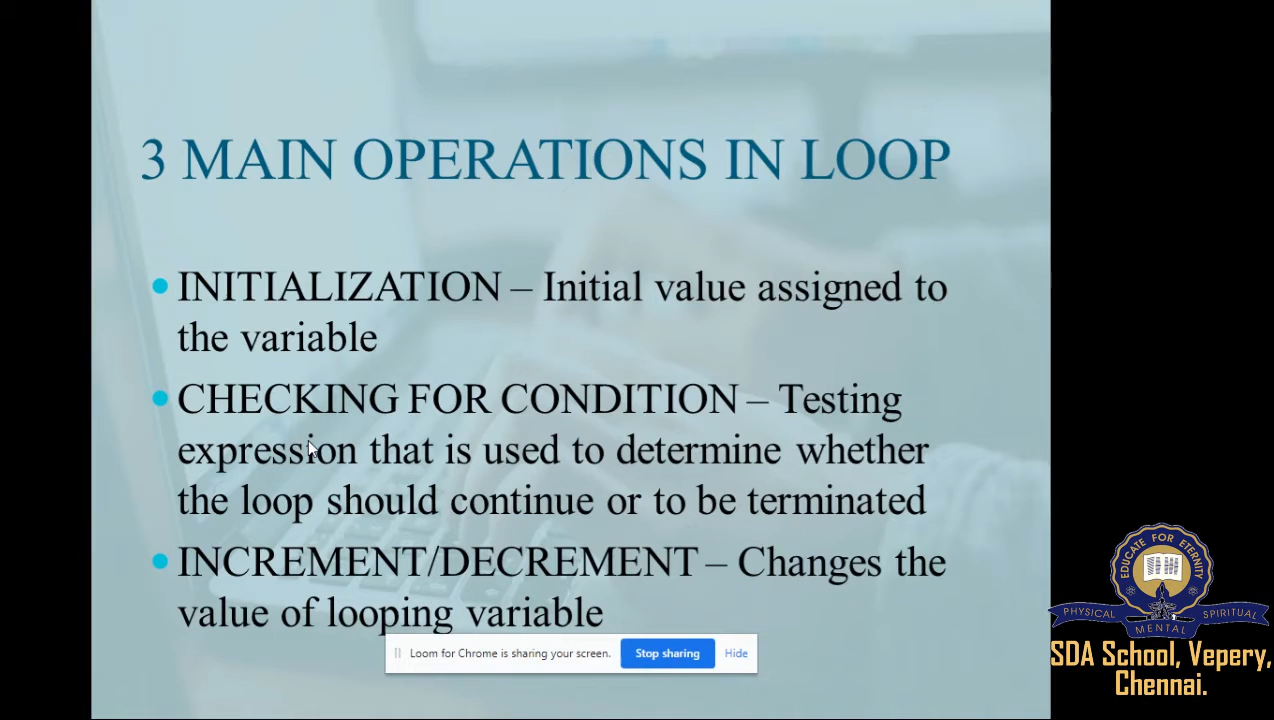 3 MAIN OPERATIONS IN LOOP
INITIALIZATION – Initial value assigned to
the variable
CHECKING FOR CONDITION – Testing
expression that is used to determine whether
the loop should continue or to be terminated
INCREMENT/DECREMENT – Changes the
value of looping variable
Loom for Chrome is sharing your screen.
Stop sharing
Hide
EDUCATE FOR ETERNITY
PHYSICAL
MENTAL
SPIRITUAL
SDA School, Vepery,
Chennai.